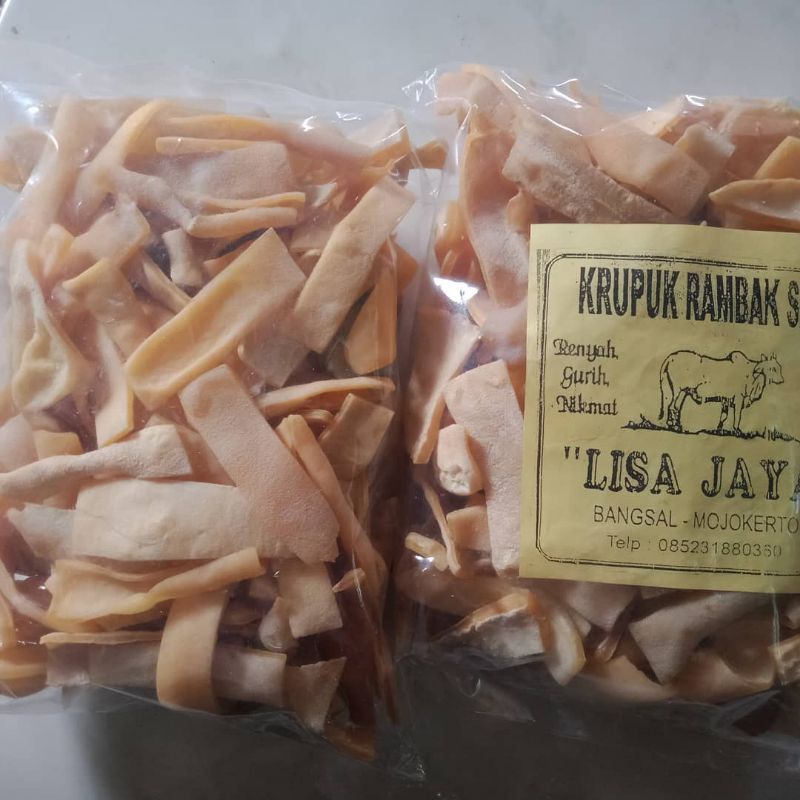 KRUPUK RAMBAK S
Renyah,
Gurih,
Nikmat
"LISA JAYA
BANGSAL - MOJOKERTO
Telp : 085231880360